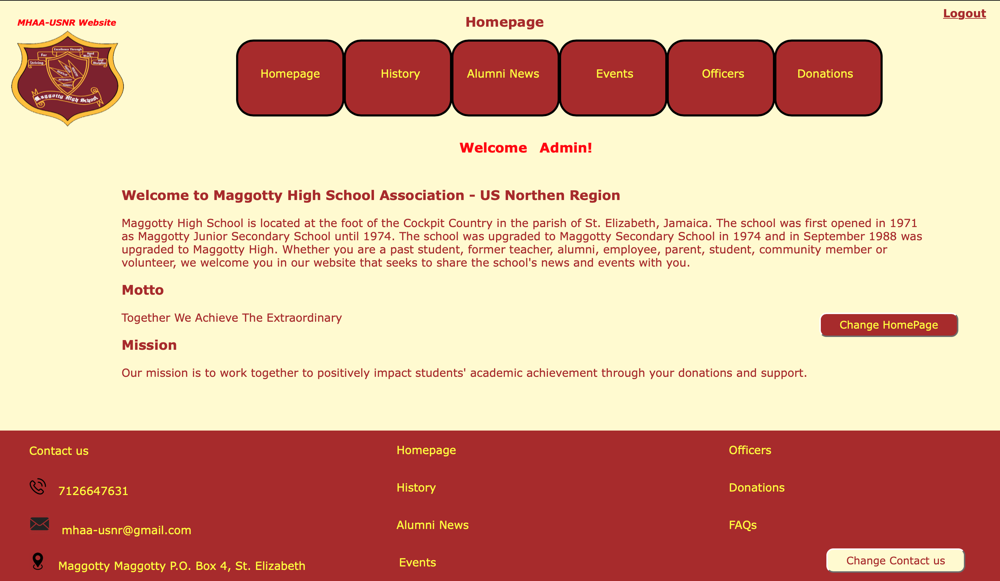 Logout
MHAA-USNR Website
Homepage
Excellence Through
For
Hard Work,
Striving
and Discipline
RESOLVE
INDUSTRY
INTEGRITY
HONESTY
Maggotty High School
Homepage
History
Alumni News
Events
Officers
Donations
Welcome Admin!
Welcome to Maggotty High School Association - US Northen Region
Maggotty High School is located at the foot of the Cockpit Country in the parish of St. Elizabeth, Jamaica. The school was first opened in 1971
as Maggotty Junior Secondary School until 1974. The school was upgraded to Maggotty Secondary School in 1974 and in September 1988 was
upgraded to Maggotty High. Whether you are a past student, former teacher, alumni, employee, parent, student, community member or
volunteer, we welcome you in our website that seeks to share the school's news and events with you.
Motto
Together We Achieve The Extraordinary
Change HomePage
Mission
Our mission is to work together to positively impact students' academic achievement through your donations and support.
Contact us
7126647631
mhaa-usnr@gmail.com
Maggotty Maggotty P.O. Box 4, St. Elizabeth
Homepage
History
Alumni News
Events
Officers
Donations
FAQs
Change Contact us